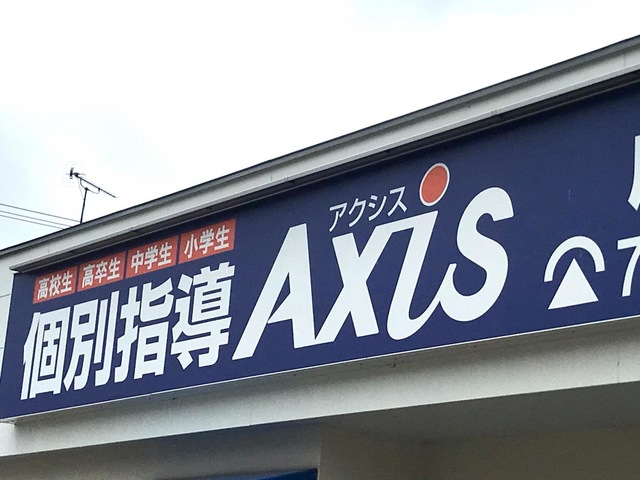 高校生 高卒生 中学生 小学生
個別指導
アクシス
Axis
7